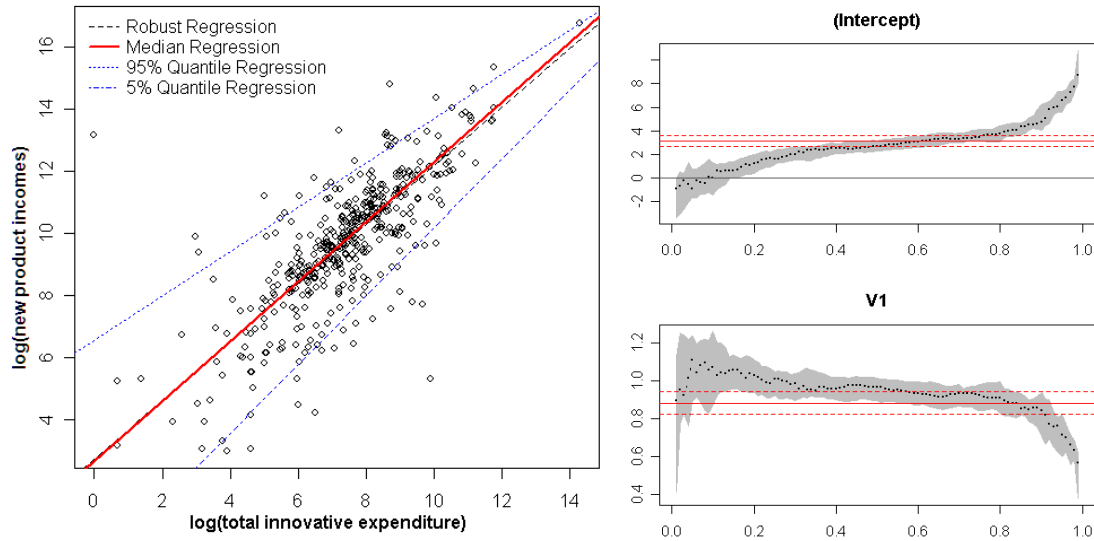 Robust Regression
Median Regression
95% Quantile Regression
5% Quantile Regression
log(new product incomes)
16
14
12
10
8
6
4
0 2 4 6 8 10 12 14
log(total innovative expenditure)
(Intercept)
8
6
4
2
0
-2
0.0 0.2 0.4 0.6 0.8 1.0
V1
1.2
1.0
0.8
0.6
0.4
0.0 0.2 0.4 0.6 0.8 1.0